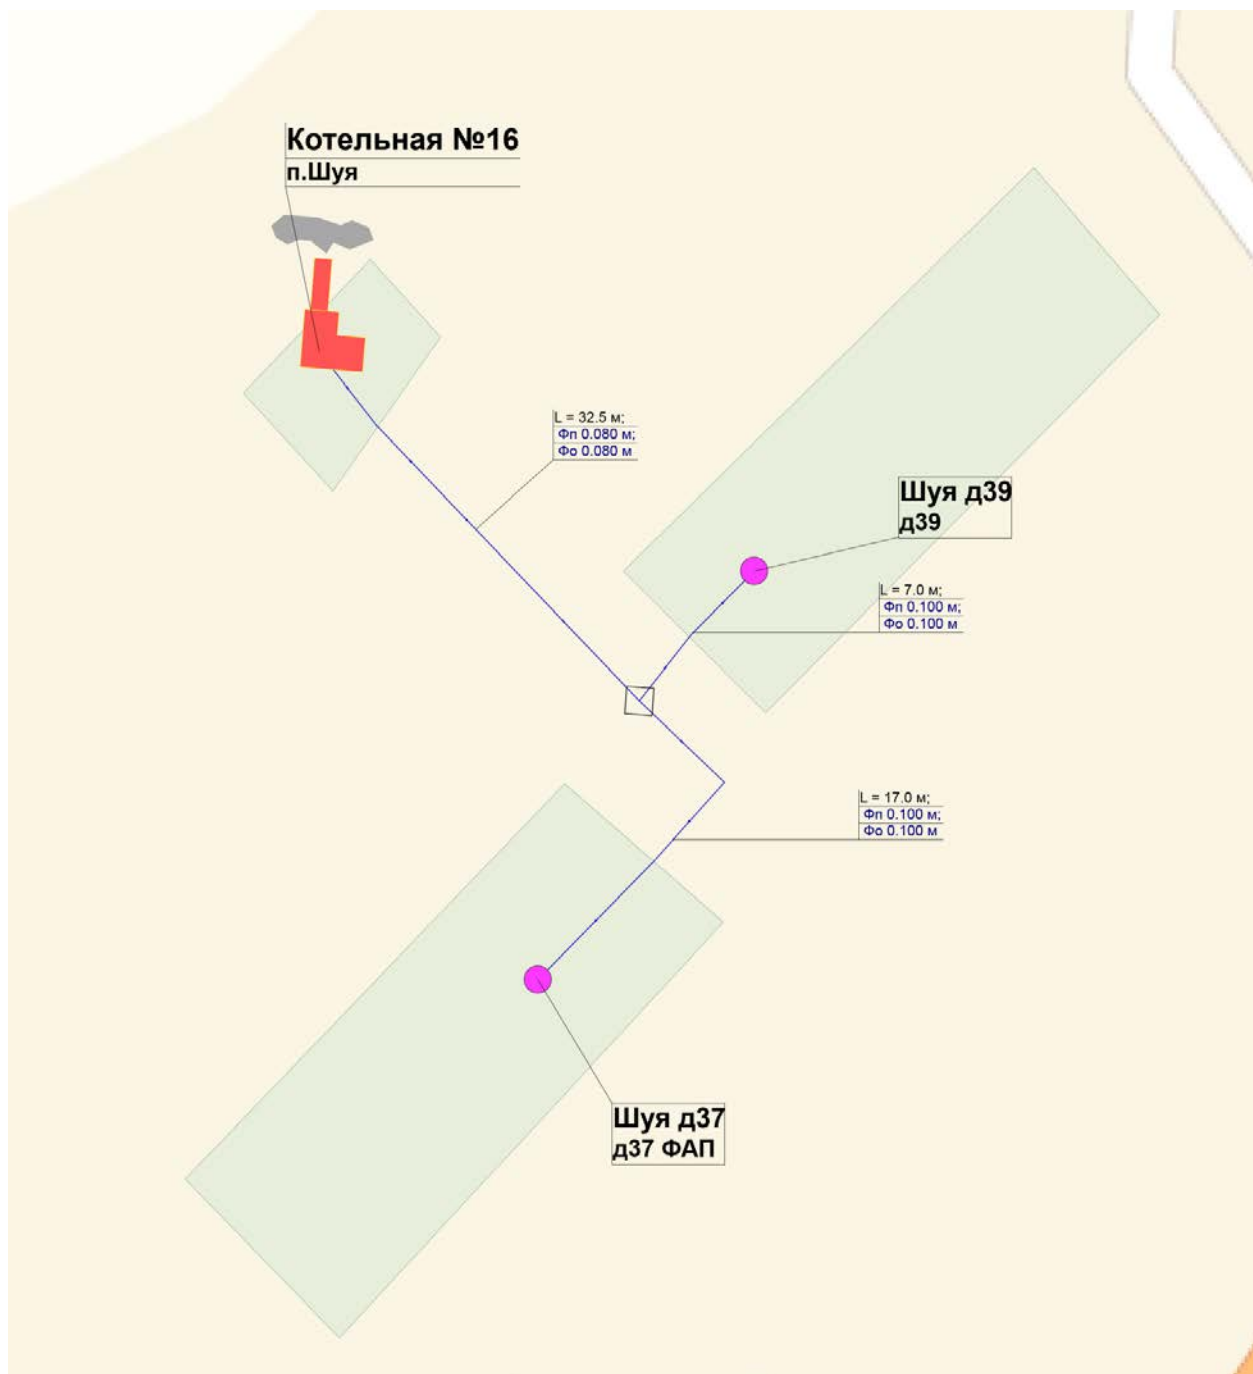 Котельная №16
п.Шуя
L = 32.5 м;
Фп 0.080 м;
Фо 0.080 м
Шуя д39
д39
L = 7.0 м;
Фп 0.100 м;
Фо 0.100 м
L = 17.0 м;
Фп 0.100 м;
Фо 0.100 м
Шуя д37
д37 ФАП